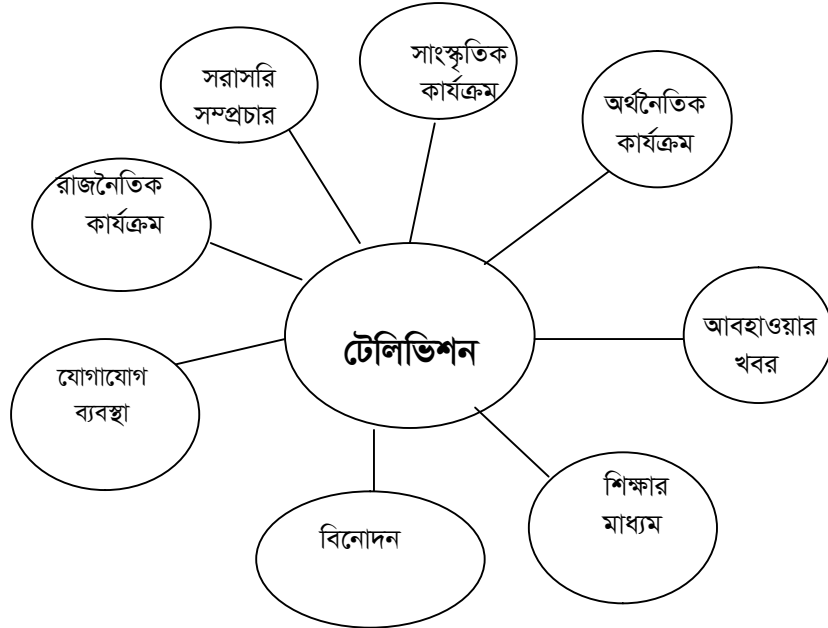 সাংস্কৃতিক
কার্যক্রম
সরাসরি
সম্প্রচার
অর্থনৈতিক
কার্যক্রম
রাজনৈতিক
কার্যক্রম
টেলিভিশন
আবহাওয়ার
খবর
যোগাযোগ
ব্যবস্থা
শিক্ষার
মাধ্যম
বিনোদন